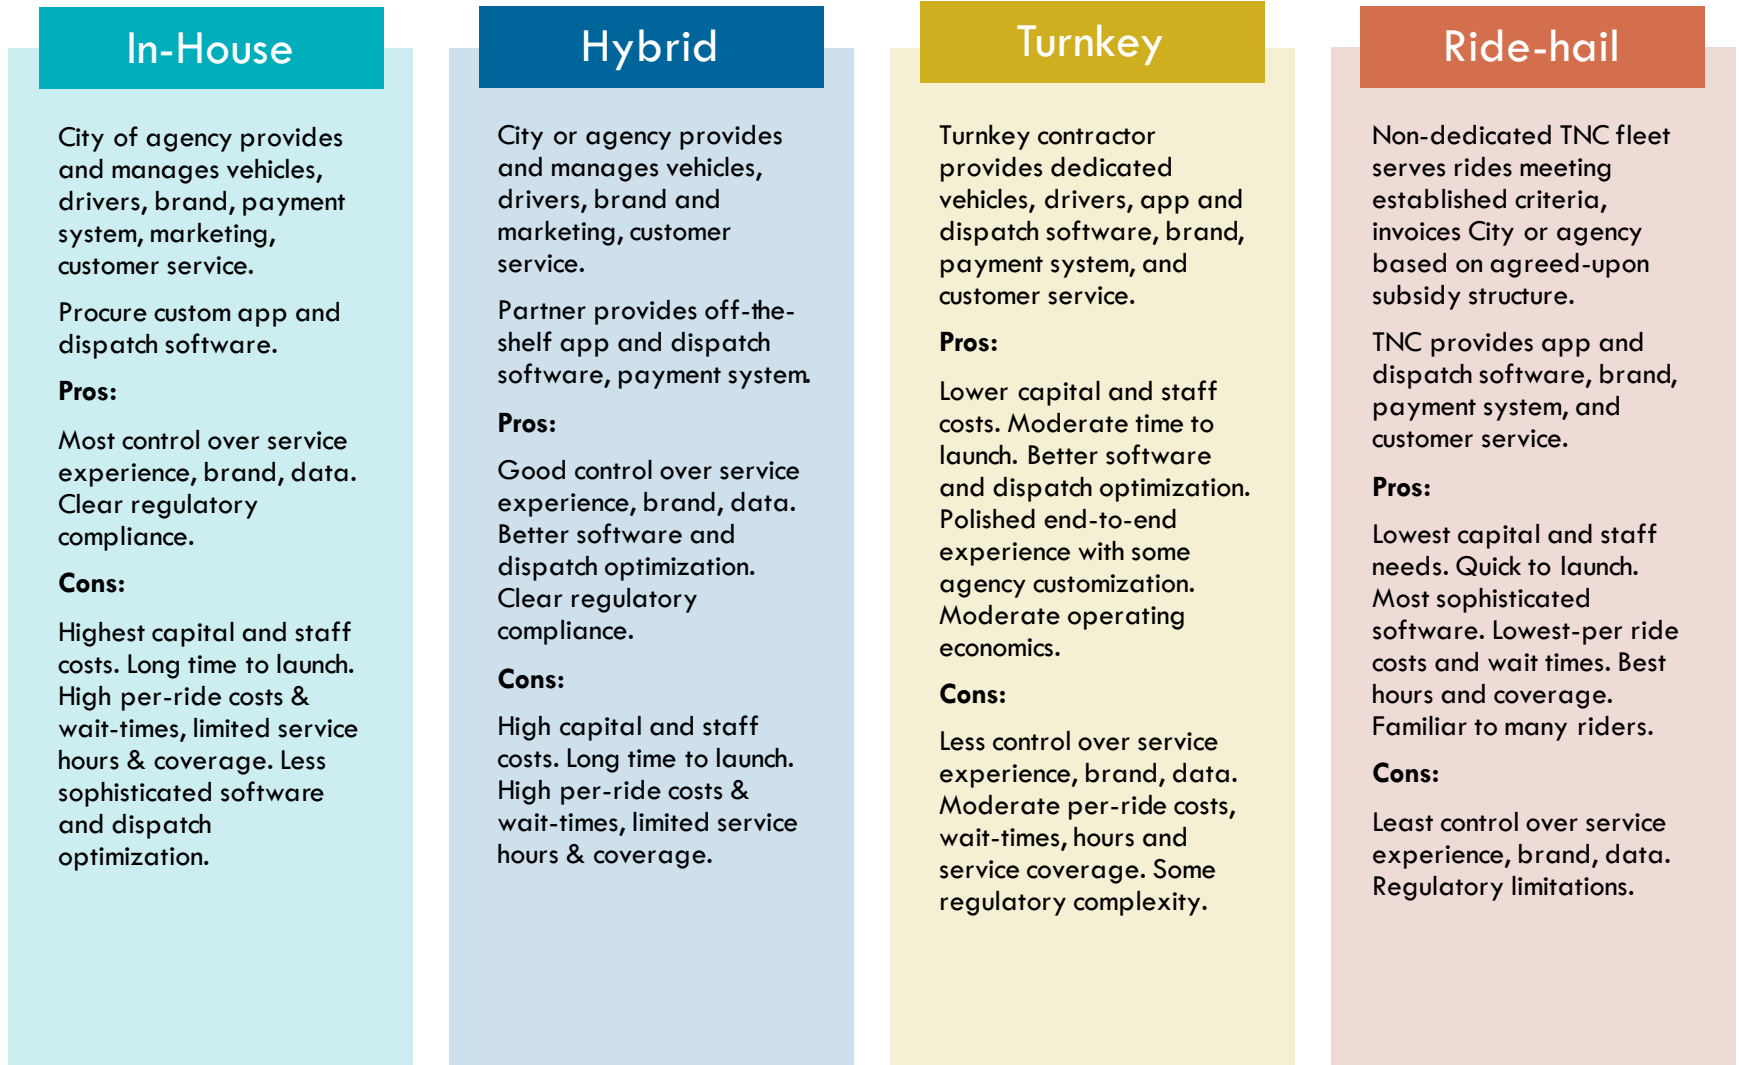 In-House
City of agency provides
and manages vehicles,
drivers, brand, payment
system, marketing,
customer service.
Procure custom app and
dispatch software.
Pros:
Most control over service
experience, brand, data.
Clear regulatory
compliance.
Cons:
Highest capital and staff
costs. Long time to launch.
High per-ride costs &
wait-times, limited service
hours & coverage. Less
sophisticated software
and dispatch
optimization.
Hybrid
City or agency provides
and manages vehicles,
drivers, brand and
marketing, customer
service.
Partner provides off-the-
shelf app and dispatch
software, payment system.
Pros:
Good control over service
experience, brand, data.
Better software and
dispatch optimization.
Clear regulatory
compliance.
Cons:
High capital and staff
costs. Long time to launch.
High per-ride costs &
wait-times, limited service
hours & coverage.
Turnkey
Turnkey contractor
provides dedicated
vehicles, drivers, app and
dispatch software, brand,
payment system, and
customer service.
Pros:
Lower capital and staff
costs. Moderate time to
launch. Better software
and dispatch optimization.
Polished end-to-end
experience with some
agency customization.
Moderate operating
economics.
Cons:
Less control over service
experience, brand, data.
Moderate per-ride costs,
wait-times, hours and
service coverage. Some
regulatory complexity.
Ride-hail
Non-dedicated TNC fleet
serves rides meeting
established criteria,
invoices City or agency
based on agreed-upon
subsidy structure.
TNC provides app and
dispatch software, brand,
payment system, and
customer service.
Pros:
Lowest capital and staff
needs. Quick to launch.
Most sophisticated
software. Lowest-per ride
costs and wait times. Best
hours and coverage.
Familiar to many riders.
Cons:
Least control over service
experience, brand, data.
Regulatory limitations.